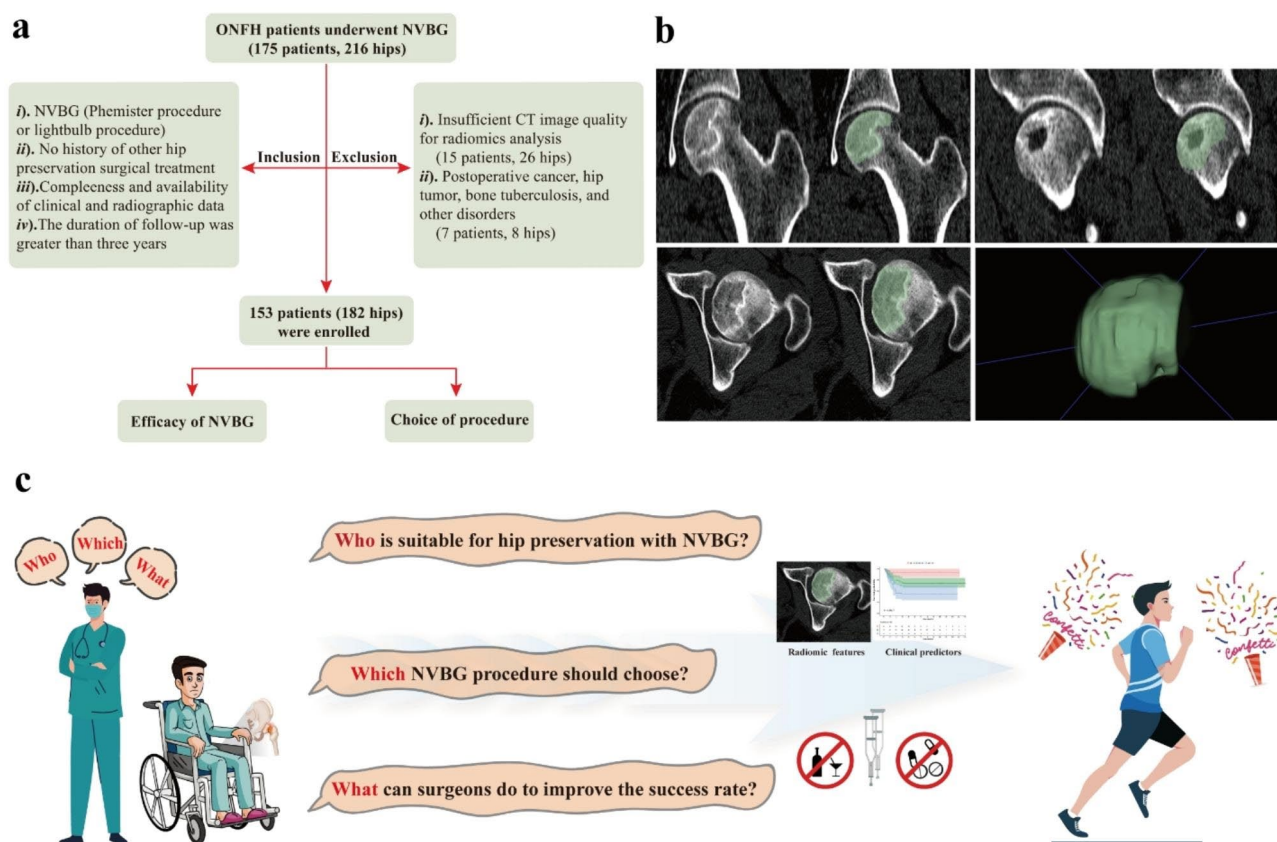 a
ONFH patients underwent NVBG
(175 patients, 216 hips)
i). NVBG (Phemister procedure
or lightbulb procedure)
ii). No history of other hip
preservation surgical treatment
iii).Compleeness and availability
of clinical and radiographic data
iv).The duration of follow-up was
greater than three years
Inclusion
Exclusion
i). Insufficient CT image quality
for radiomics analysis
(15 patients, 26 hips)
ii). Postoperative cancer, hip
tumor, bone tuberculosis, and
other disorders
(7 patients, 8 hips)
153 patients (182 hips)
were enrolled
Efficacy of NVBG
Choice of procedure
b
c
Who
Which
What
Who is suitable for hip preservation with NVBG?
Which NVBG procedure should choose?
What can surgeons do to improve the success rate?
Radiomic features
Clinical predictors
Confetti
Confetti